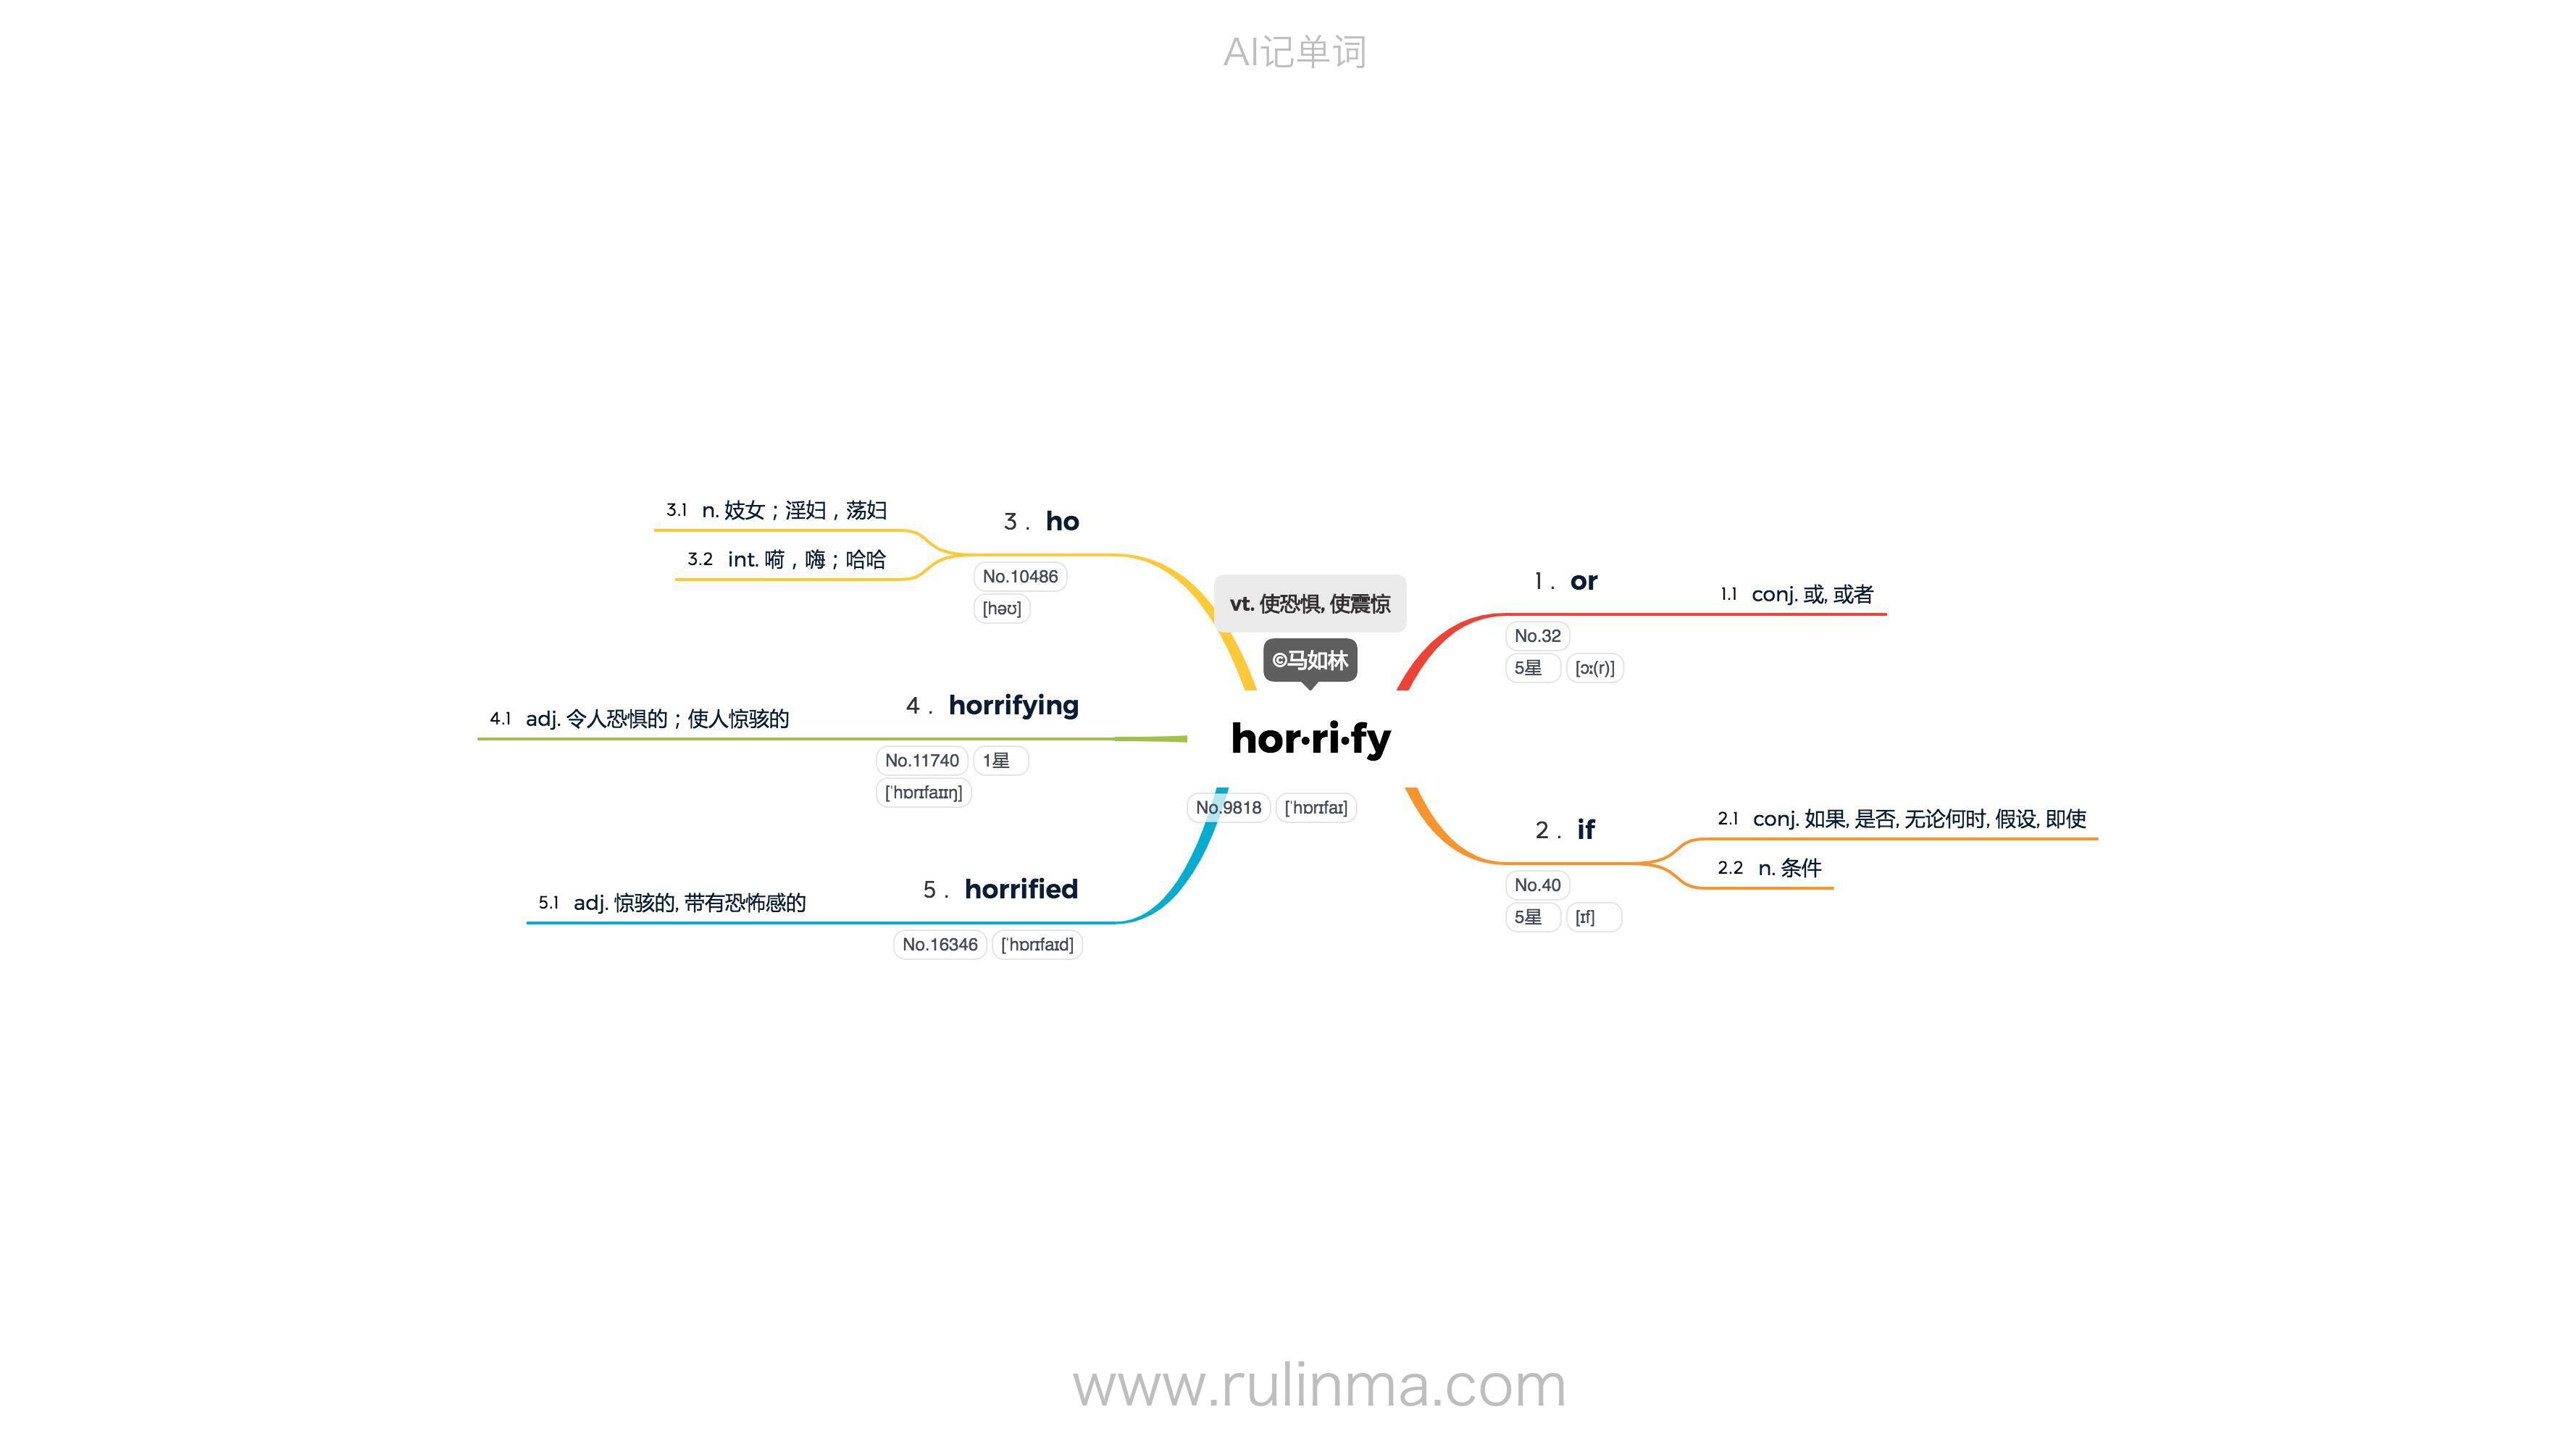 AI记单词
vt. 使恐惧, 使震惊
©马如林
hor·ri·fy
No.9818 [ˈhɒrɪfaɪ]
1 . or
No.32
5星 [ɔː(r)]
1.1 conj. 或, 或者
2 . if
No.40
5星 [ɪf]
2.1 conj. 如果, 是否, 无论何时, 假设, 即使
2.2 n. 条件
3 . ho
No.10486
[həʊ]
3.1 n. 妓女；淫妇，荡妇
3.2 int. 嗬，嗨；哈哈
4 . horrifying
No.11740 1星
[ˈhɒrɪfaɪɪŋ]
4.1 adj. 令人恐惧的；使人惊骇的
5 . horrified
No.16346 [ˈhɒrɪfaɪd]
5.1 adj. 惊骇的, 带有恐怖感的
www.rulinma.com